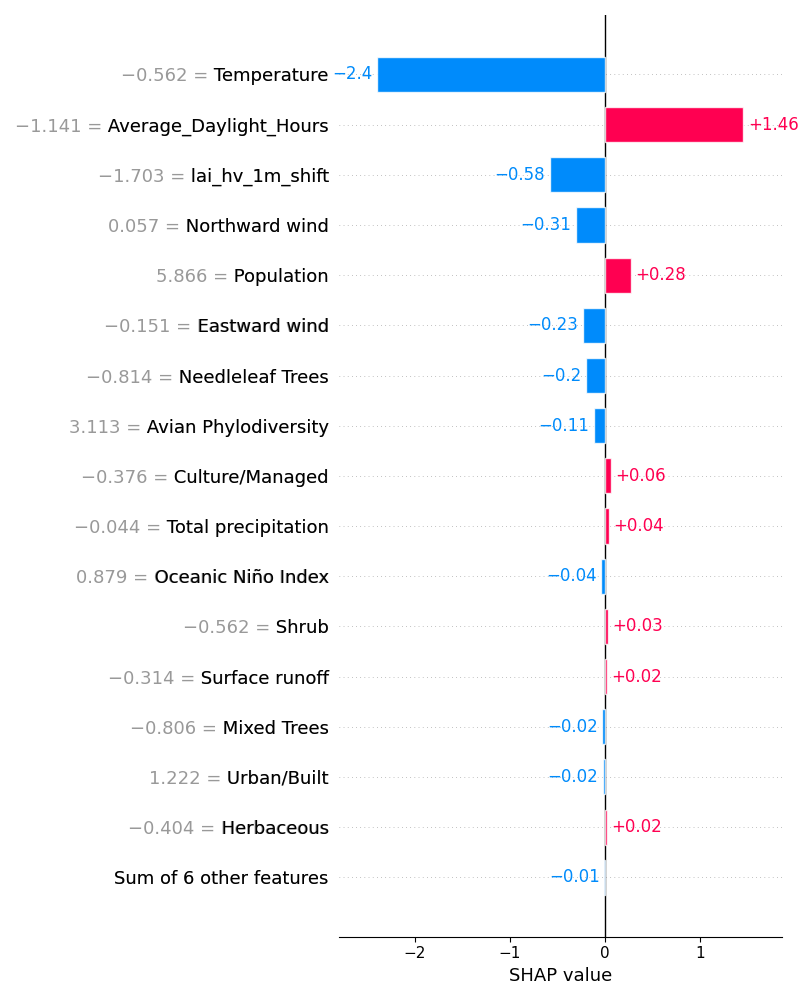 −0.562 = Temperature −2.4
−1.141 = Average_Daylight_Hours +1.46
−1.703 = lai_hv_1m_shift −0.58
0.057 = Northward wind −0.31
5.866 = Population +0.28
−0.151 = Eastward wind −0.23
−0.814 = Needleleaf Trees −0.2
3.113 = Avian Phylodiversity −0.11
−0.376 = Culture/Managed +0.06
−0.044 = Total precipitation +0.04
0.879 = Oceanic Niño Index −0.04
−0.562 = Shrub +0.03
−0.314 = Surface runoff +0.02
−0.806 = Mixed Trees −0.02
1.222 = Urban/Built −0.02
−0.404 = Herbaceous +0.02
Sum of 6 other features −0.01
−2 −1 0 1
SHAP value